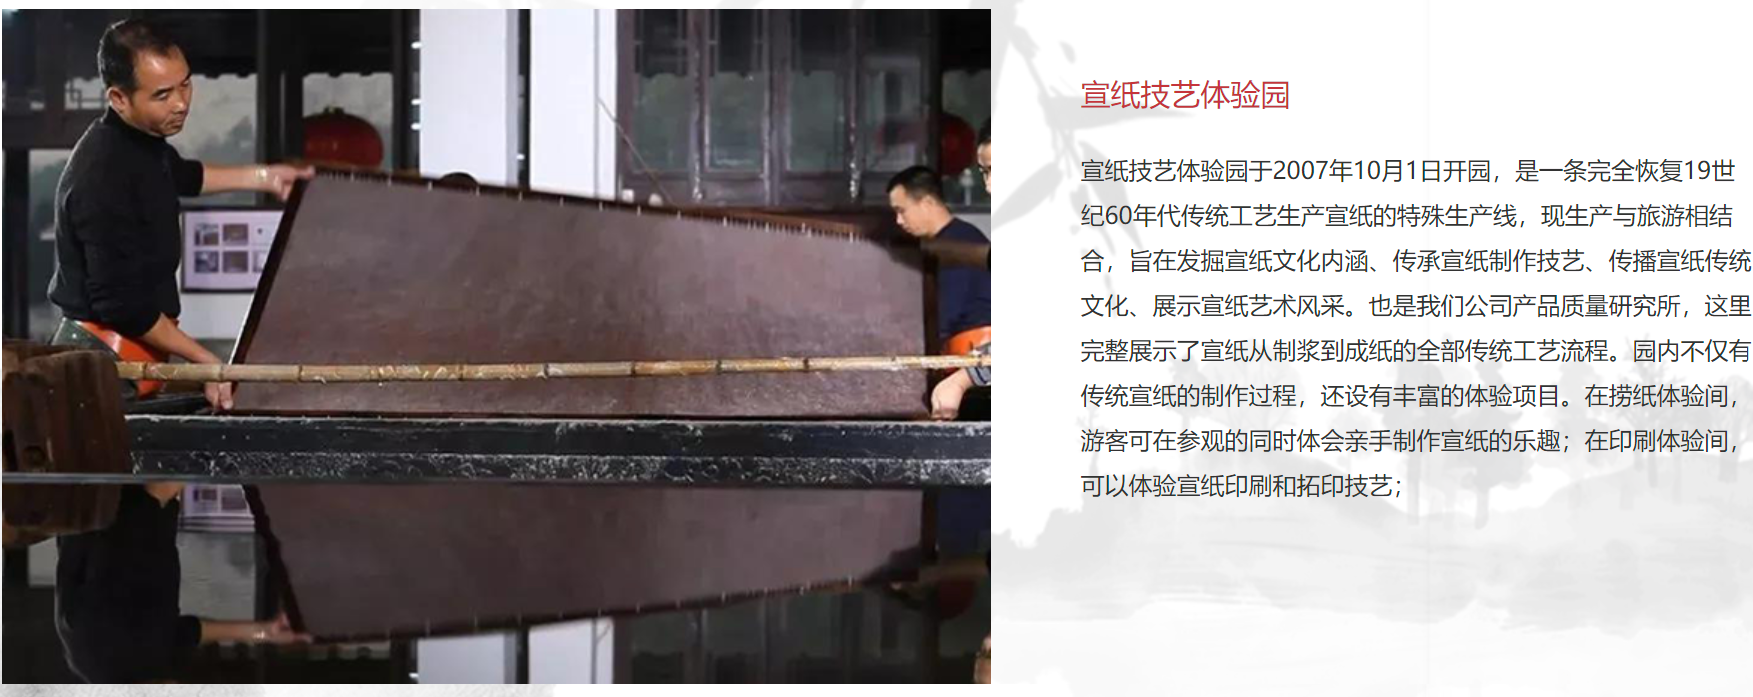 宣纸技艺体验园
宣纸技艺体验园于2007年10月1日开园，是一条完全恢复19世
纪60年代传统工艺生产宣纸的特殊生产线，现生产与旅游相结
合，旨在发掘宣纸文化内涵、传承宣纸制作技艺、传播宣纸传统
文化、展示宣纸艺术风采。也是我们公司产品质量研究所，这里
完整展示了宣纸从制浆到成纸的全部传统工艺流程。园内不仅有
传统宣纸的制作过程，还设有丰富的体验项目。在捞纸体验间，
游客可在参观的同时体会亲手制作宣纸的乐趣；在印刷体验间，
可以体验宣纸印刷和拓印技艺；